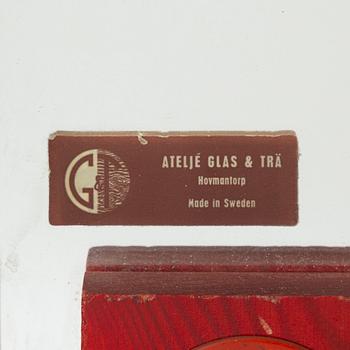 ATELJÉ GLAS & TRÄ
Hovmantorp
Made in Sweden